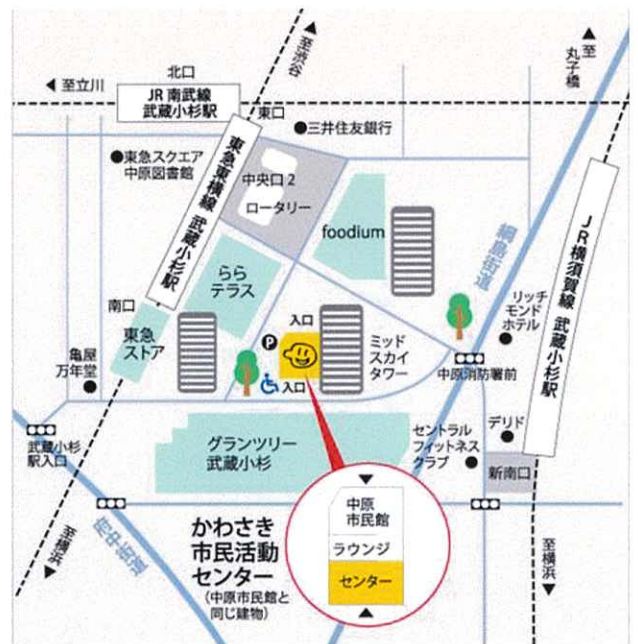 至渋谷
至
丸子橋
北口
至立川
JR南武線
武蔵小杉駅
東口
三井住友銀行
東急スクエア
中原図書館
東急東横線 武蔵小杉駅
中央口2
ロータリー
foodium
綱島街道
JR横須賀線 武蔵小杉駅
らら
テラス
リッチ
モンド
ホテル
南口
東急
ストア
入口
P
ミッド
スカイ
タワー
中原消防署前
亀屋
万年堂
入口
武蔵小杉
駅入口
グランツリー
武蔵小杉
セントラル
フィットネス
クラブ
デリド
新南口
中原
市民館
ラウンジ
センター
かわさき
市民活動
センター
(中原市民館と
同じ建物)
府中街道
至横浜
至横浜